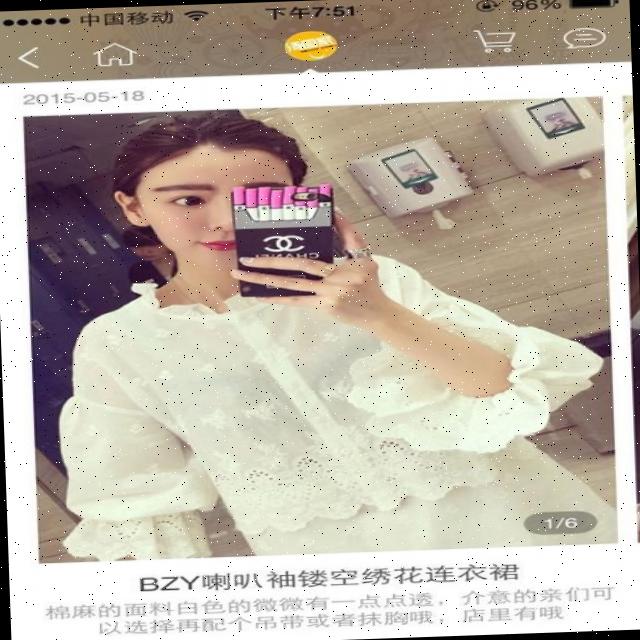 中国移动 下午7:51 96%
2015-05-18
CHANEL
1/6
BZY喇叭袖镂空绣花连衣裙
棉麻的面料白色的微微有一点点透，介意的亲们可
以选择再配个吊带或者抹胸哦，店里有哦